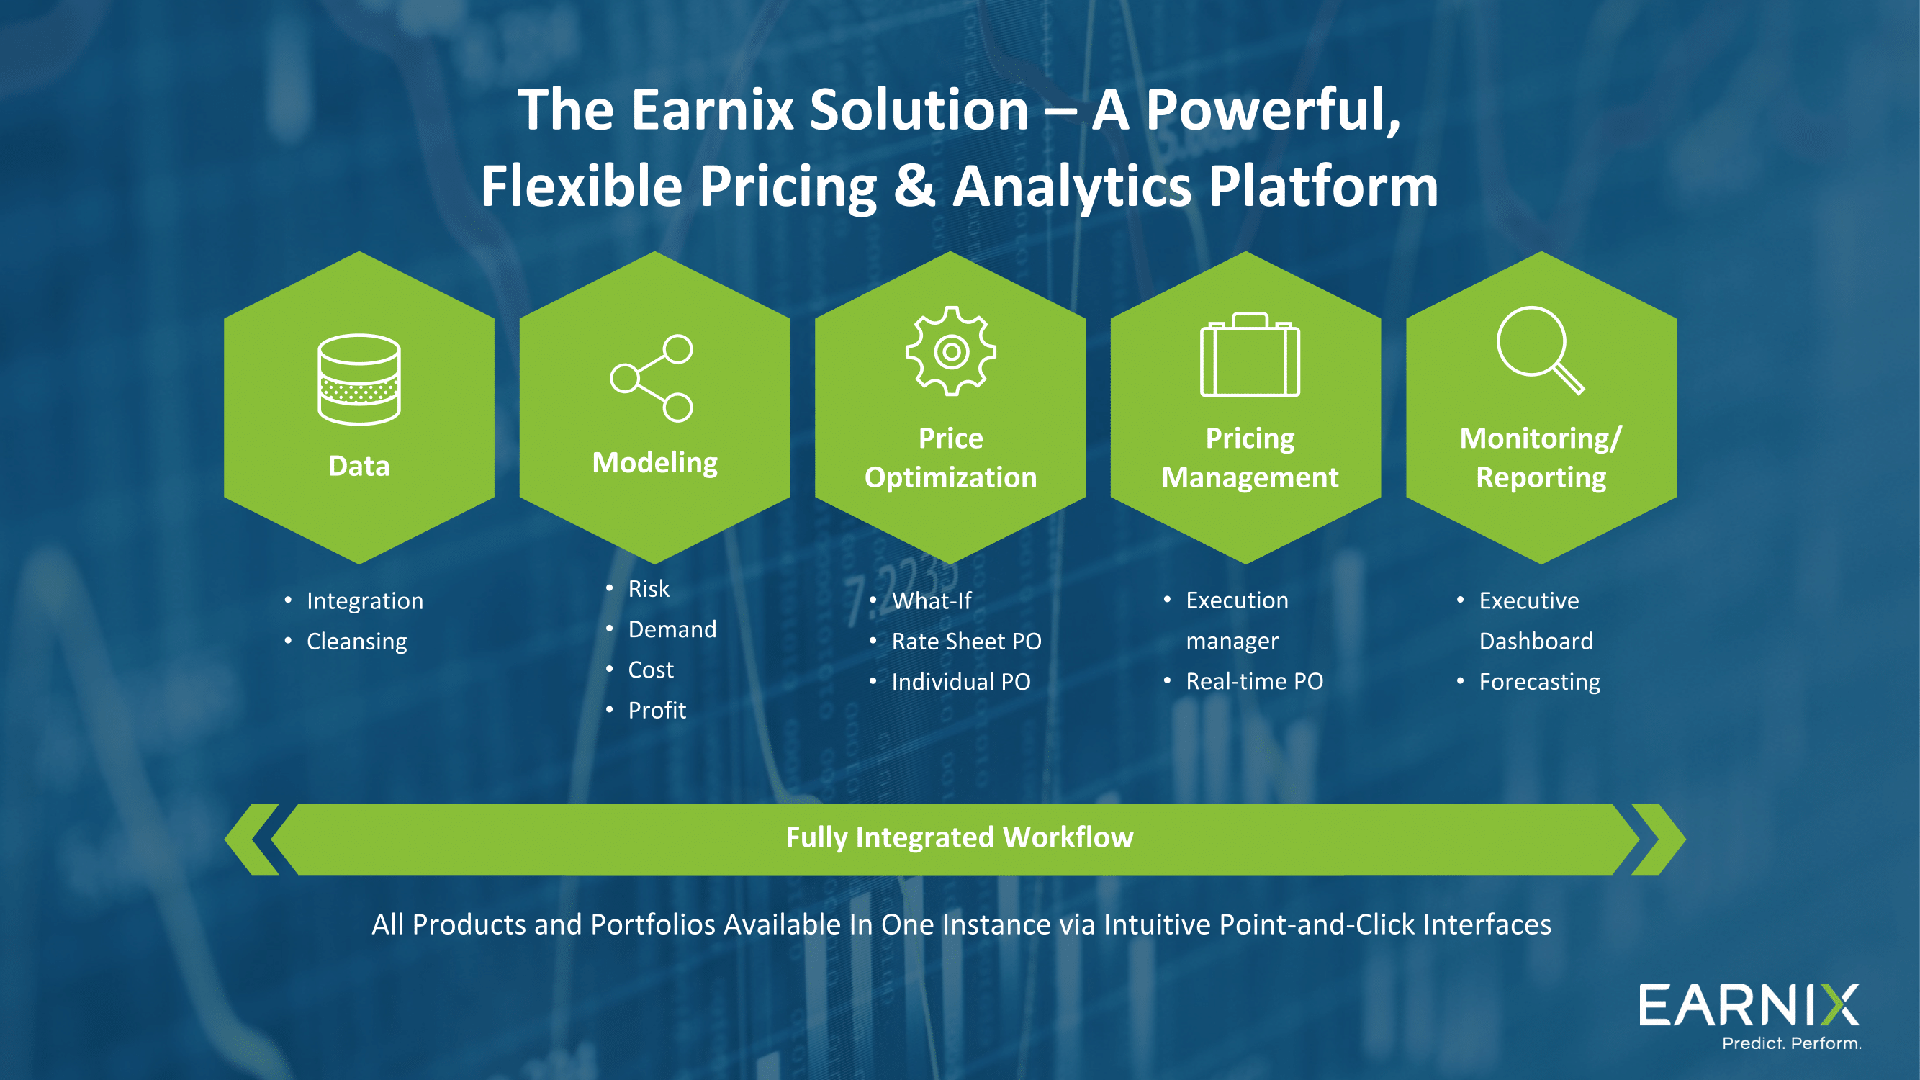 The Earnix Solution – A Powerful,
Flexible Pricing & Analytics Platform
Data
• Integration
• Cleansing
Modeling
• Risk
• Demand
• Cost
• Profit
Price
Optimization
• What-If
• Rate Sheet PO
• Individual PO
Pricing
Management
• Execution
manager
• Real-time PO
Monitoring/
Reporting
• Executive
Dashboard
• Forecasting
Fully Integrated Workflow
All Products and Portfolios Available In One Instance via Intuitive Point-and-Click Interfaces
EARNIX
Predict. Perform.